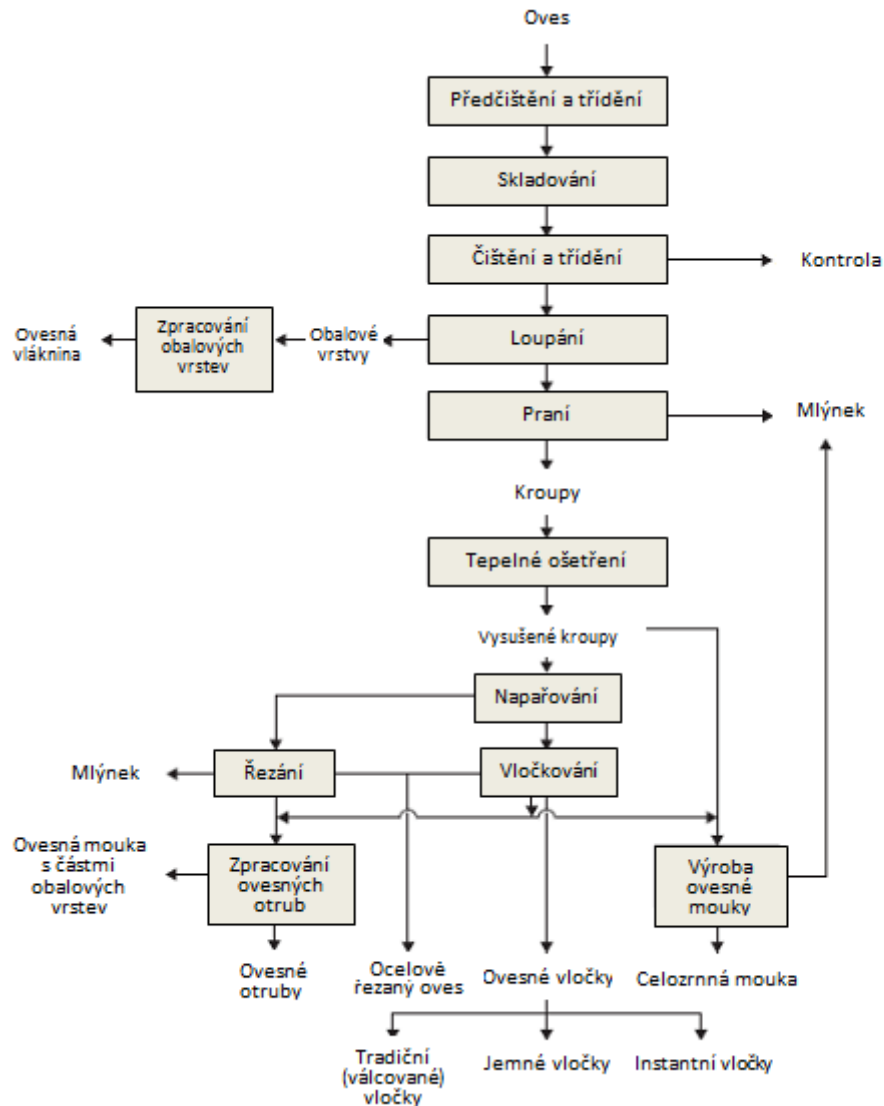 Oves
Předčištění a třídění
Skladování
Čištění a třídění
Kontrola
Ovesná
vláknina
Zpracování
obalových
vrstev
Obalové
vrstvy
Loupání
Praní
Mlýnek
Kroupy
Tepelné ošetření
Vysušené kroupy
Napařování
Mlýnek
Řezání
Vločkování
Ovesná mouka
s částmi
obalových
vrstev
Zpracování
ovesných
otrub
Výroba
ovesné
mouky
Ovesné
otruby
Ocelově
řezaný oves
Ovesné vločky
Celozrnná mouka
Tradiční
(válcované)
vločky
Jemné vločky
Instantní vločky